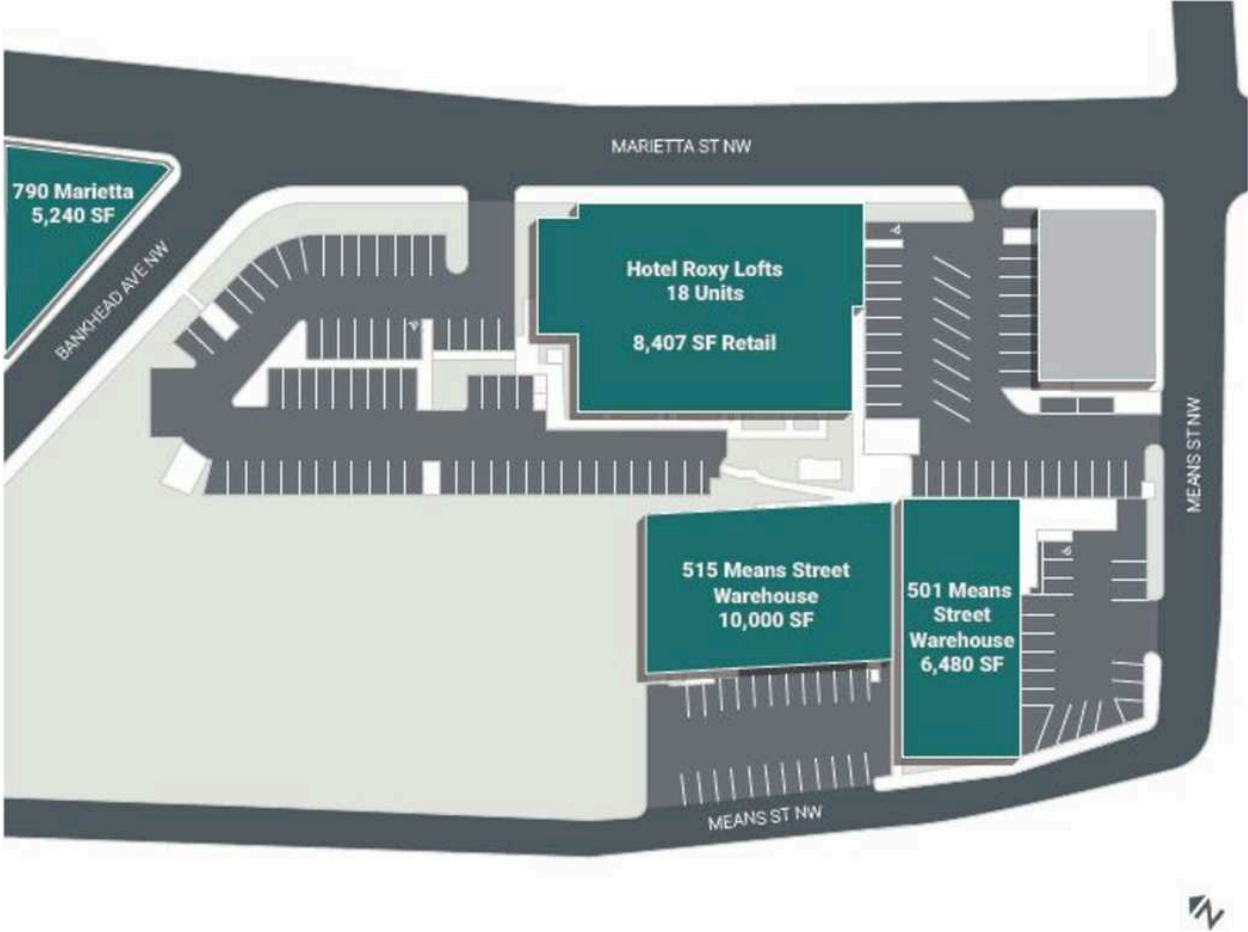 MARIETTA ST NW
790 Marietta
5,240 SF
BANKHEAD AVE NW
Hotel Roxy Lofts
18 Units
8,407 SF Retail
MEANS ST NW
515 Means Street
Warehouse
10,000 SF
501 Means
Street
Warehouse
6,480 SF
MEANS ST NW
N